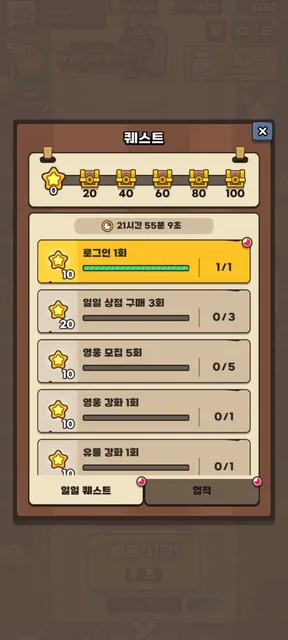 퀘스트
0
20
40
60
80
100
21시간 55분 9초
로그인 1회
10
1/1
일일 상점 구매 3회
20
0/3
영웅 모집 5회
10
0/5
영웅 강화 1회
10
0/1
유물 강화 1회
10
0/1
일일 퀘스트
업적